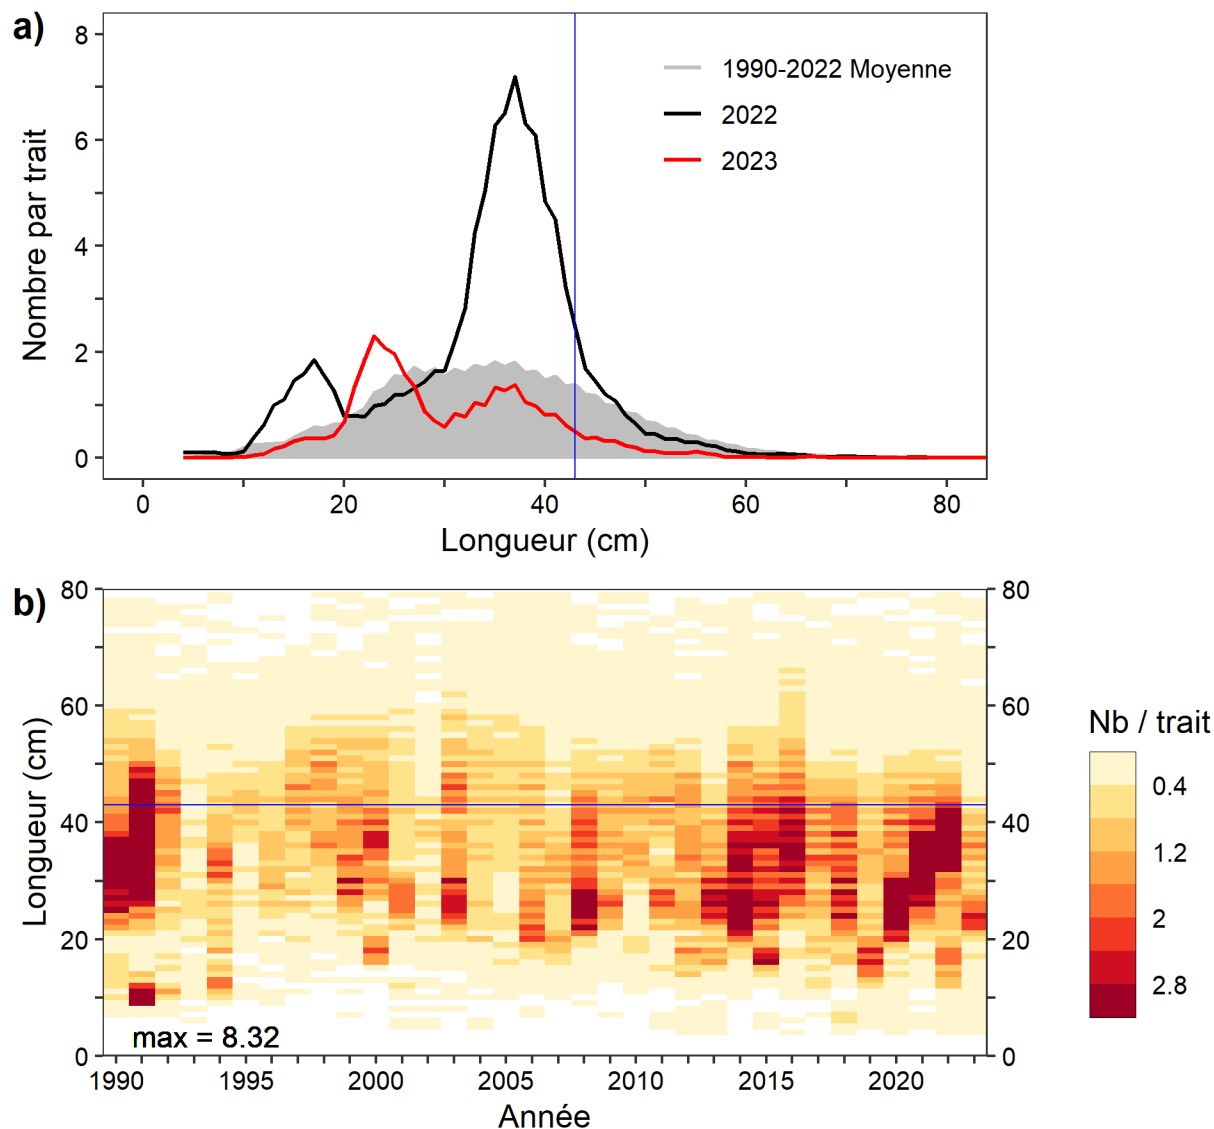 a)
8
6
4
2
0
Nombre par trait
1990-2022 Moyenne
2022
2023
0 20 40 60 80
Longueur (cm)
b)
80 80
60 60
40 40
20 20
0 0
Longueur (cm)
max = 8.32
1990 1995 2000 2005 2010 2015 2020
Année
Nb / trait
0.4
1.2
2
2.8